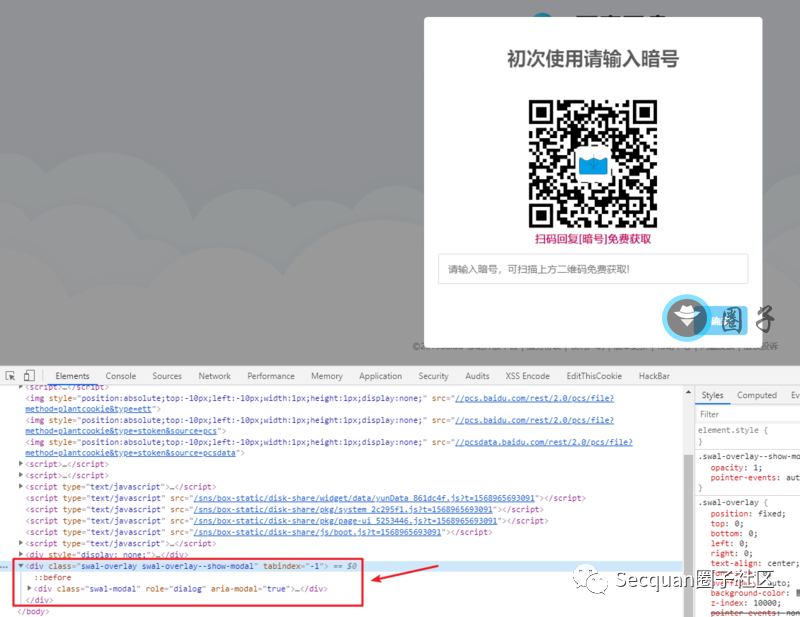 初次使用请输入暗号
扫码回复[暗号]免费获取
请输入暗号，可扫描上方二维码免费获取!
圈子
Elements Console Sources Network Performance Memory Application Security Audits XSS Encode EditThisCookie HackBar
<script>…</script>
<img style="position:absolute;top:-10px;left:-10px;width:1px;height:1px;display:none;" src="//pcs.baidu.com/rest/2.0/pcs/file?
method=plantcookie&type=ett">
<img style="position:absolute;top:-10px;left:-10px;width:1px;height:1px;display:none;" src="//pcs.baidu.com/rest/2.0/pcs/file?
method=plantcookie&type=stoken&source=pcs">
<img style="position:absolute;top:-10px;left:-10px;width:1px;height:1px;display:none;" src="//pcsdata.baidu.com/rest/2.0/pcs/file?
method=plantcookie&type=stoken&source=pcsdata">
<script>…</script>
<script>…</script>
<script type="text/javascript">…</script>
<script type="text/javascript" src="/sns/box-static/disk-share/widget/data/yunData_861dc4f.js?t=1568965693091"></script>
<script type="text/javascript" src="/sns/box-static/disk-share/pkg/system_2c295f1.js?t=1568965693091"></script>
<script type="text/javascript" src="/sns/box-static/disk-share/pkg/page-ui_5253446.js?t=1568965693091"></script>
<script type="text/javascript" src="/sns/box-static/disk-share/js/boot.js?t=1568965693091"></script>
<script type="text/javascript">…</script>
<div style="display: none;">…</div>
<div class="swal-overlay swal-overlay--show-modal" tabindex="-1"> == $0
::before
<div class="swal-modal" role="dialog" aria-modal="true">…</div>
</div>
</body>
Styles Computed Ev
Filter
element.style {
}
.swal-overlay--show-mo
opacity: 1;
pointer-events: aut
}
.swal-overlay {
position: fixed;
top: 0;
bottom: 0;
left: 0;
right: 0;
text-align: center;
background-color:
z-index: 10000;
pointer-events: non
Secquan圈子社区